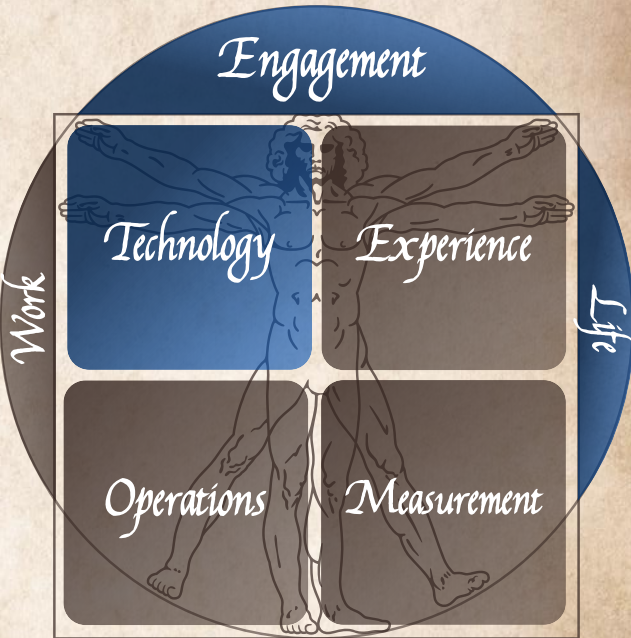 Engagement
Technology
Experience
Work
Life
Operations
Measurement